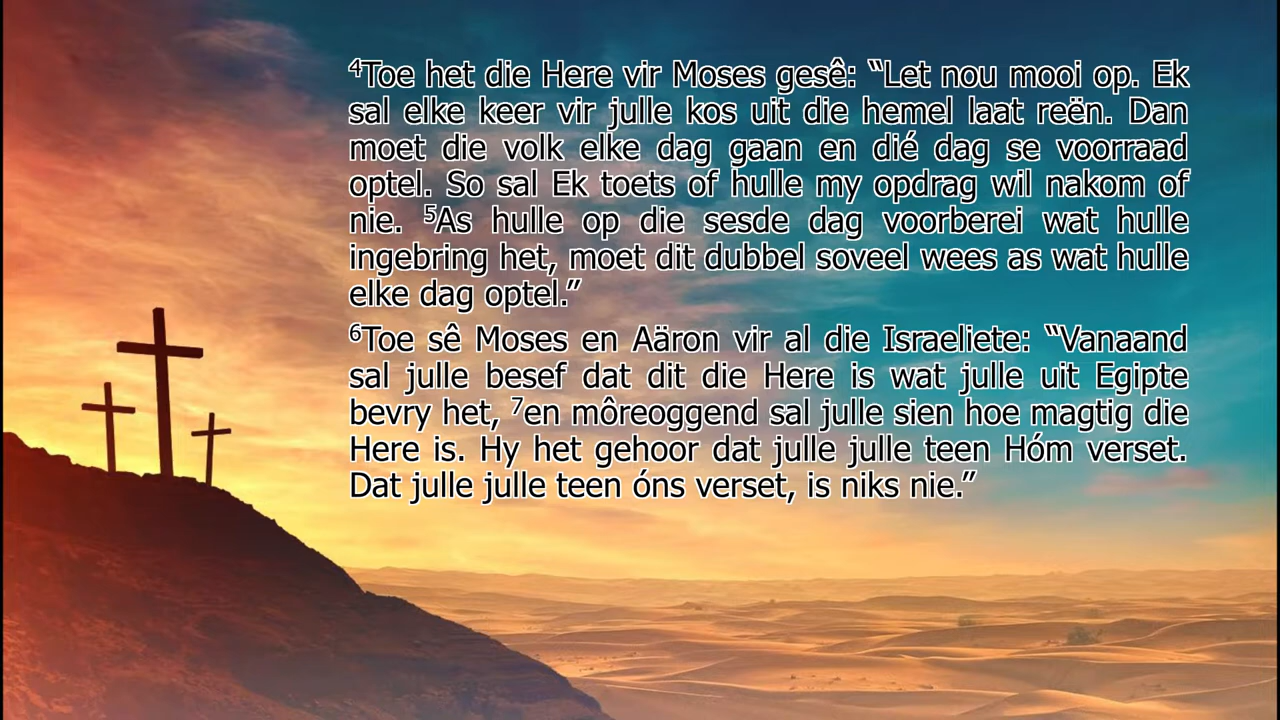 ⁴Toe het die Here vir Moses gesê: “Let nou mooi op. Ek
sal elke keer vir julle kos uit die hemel laat reën. Dan
moet die volk elke dag gaan en dié dag se voorraad
optel. So sal Ek toets of hulle my opdrag wil nakom of
nie. ⁵As hulle op die sesde dag voorberei wat hulle
ingebring het, moet dit dubbel soveel wees as wat hulle
elke dag optel.”
⁶Toe sê Moses en Aäron vir al die Israeliete: “Vanaand
sal julle besef dat dit die Here is wat julle uit Egipte
bevry het, ⁷en môreoggend sal julle sien hoe magtig die
Here is. Hy het gehoor dat julle julle teen Hóm verset.
Dat julle julle teen óns verset, is niks nie.”